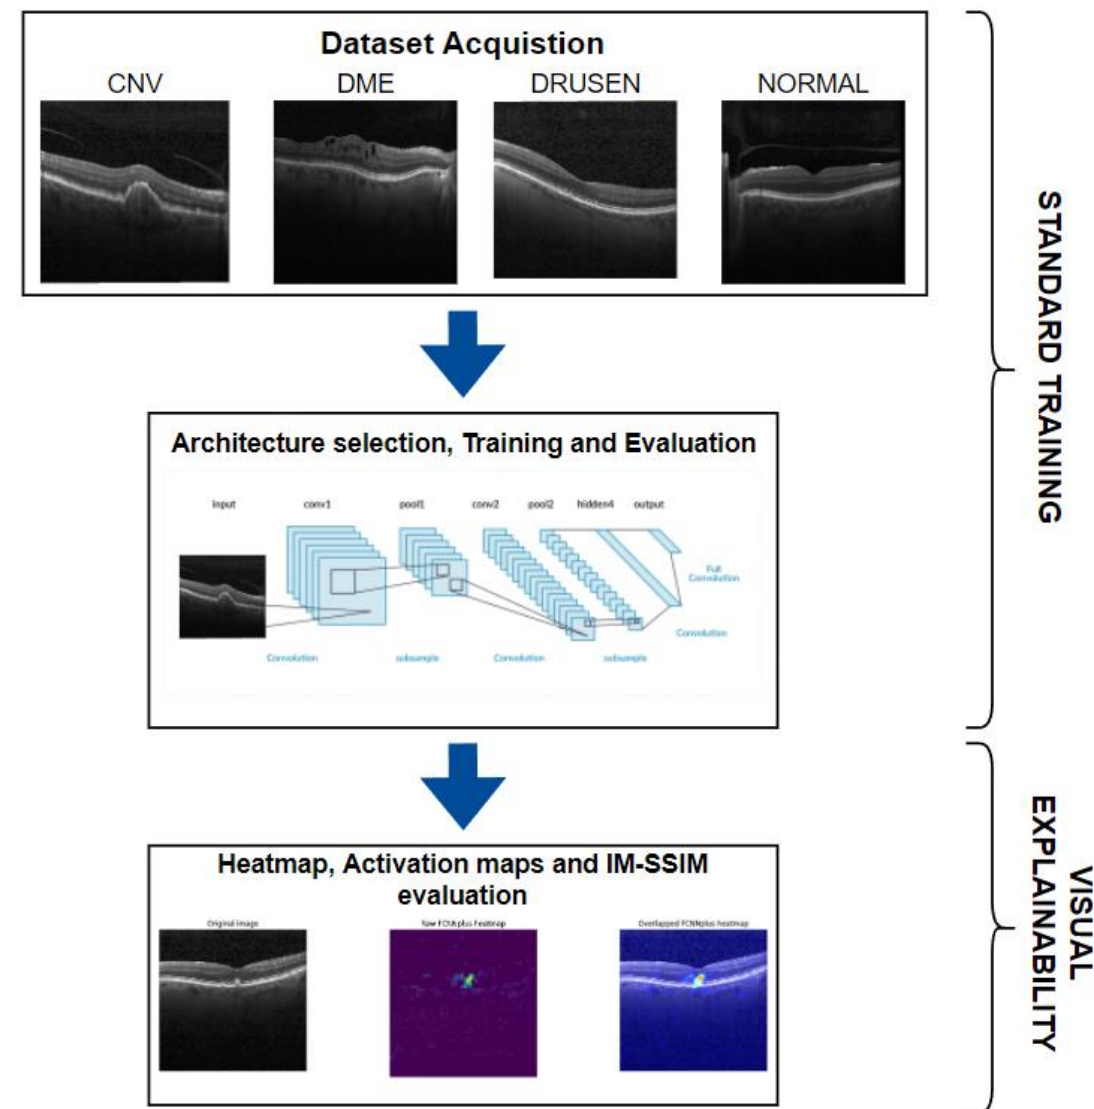 Dataset Acquistion
CNV DME DRUSEN NORMAL
Architecture selection, Training and Evaluation
input conv1 pool1 conv2 pool2 hidden4 output
Full
Convolution
Convolution
Convolution subsample Convolution subsample
Heatmap, Activation maps and IM-SSIM
evaluation
Original image Raw FCNNplus heatmap Overlapped FCNNplus heatmap
STANDARD TRAINING
VISUAL
EXPLAINABILITY